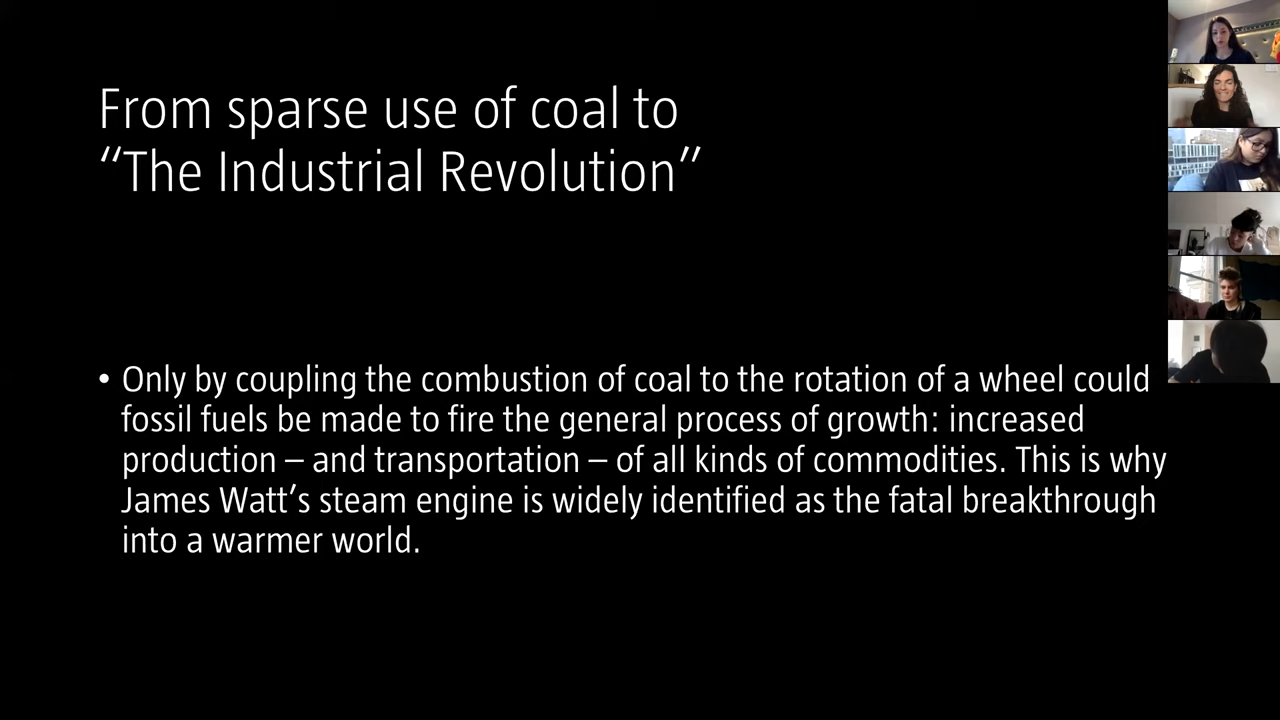 From sparse use of coal to
“The Industrial Revolution”
• Only by coupling the combustion of coal to the rotation of a wheel could
fossil fuels be made to fire the general process of growth: increased
production – and transportation – of all kinds of commodities. This is why
James Watt’s steam engine is widely identified as the fatal breakthrough
into a warmer world.